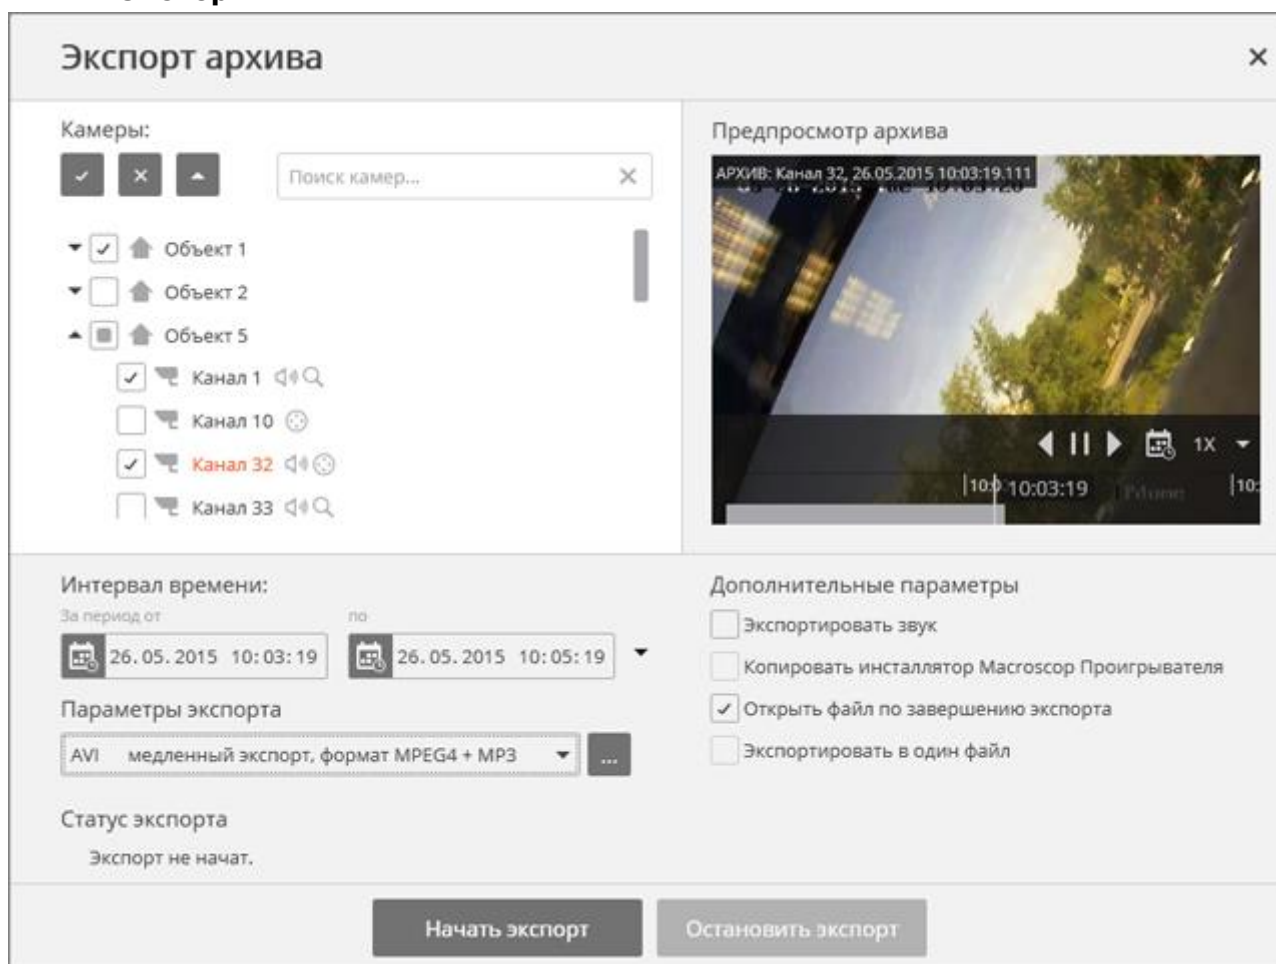 Экспорт архива
Камеры:
Поиск камер...
Объект 1
Объект 2
Объект 5
Канал 1
Канал 10
Канал 32
Канал 33
Предпросмотр архива
АРХИВ: Канал 32, 26.05.2015 10:03:19.111
1X
10:03:19
10:
Интервал времени:
За период от
по
26.05.2015 10:03:19
26.05.2015 10:05:19
Параметры экспорта
AVI медленный экспорт, формат MPEG4 + MP3
...
Статус экспорта
Экспорт не начат.
Дополнительные параметры
Экспортировать звук
Копировать инсталлятор Macroscop Проигрывателя
Открыть файл по завершению экспорта
Экспортировать в один файл
Начать экспорт
Остановить экспорт